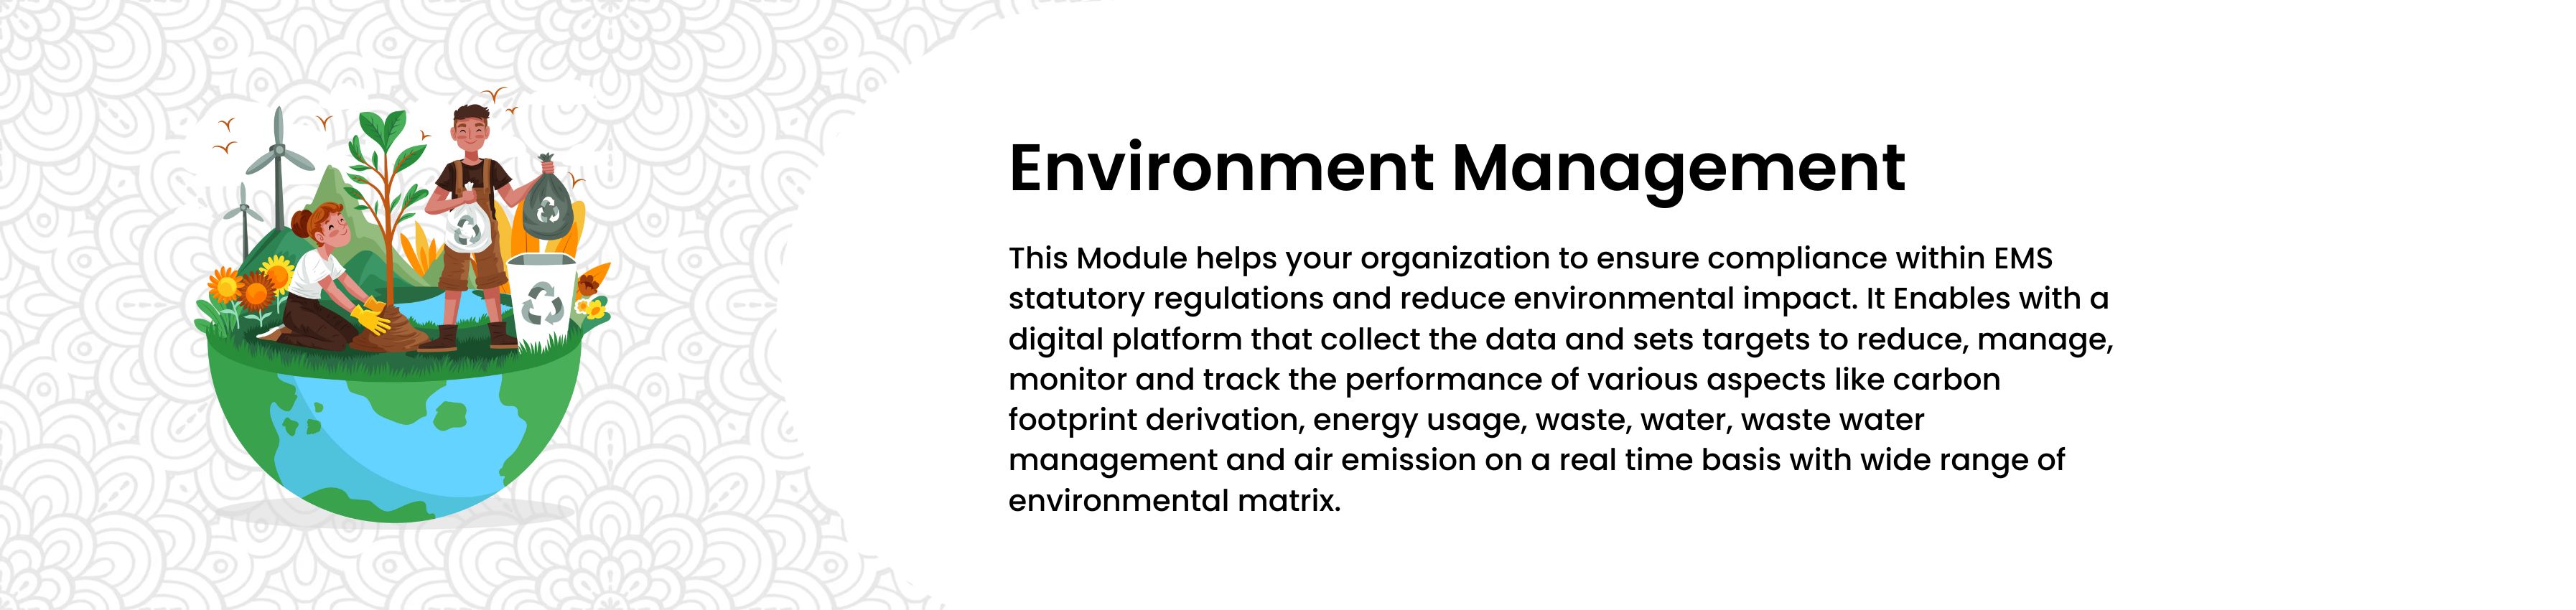 Environment Management
This Module helps your organization to ensure compliance within EMS
statutory regulations and reduce environmental impact. It Enables with a
digital platform that collect the data and sets targets to reduce, manage,
monitor and track the performance of various aspects like carbon
footprint derivation, energy usage, waste, water, waste water
management and air emission on a real time basis with wide range of
environmental matrix.